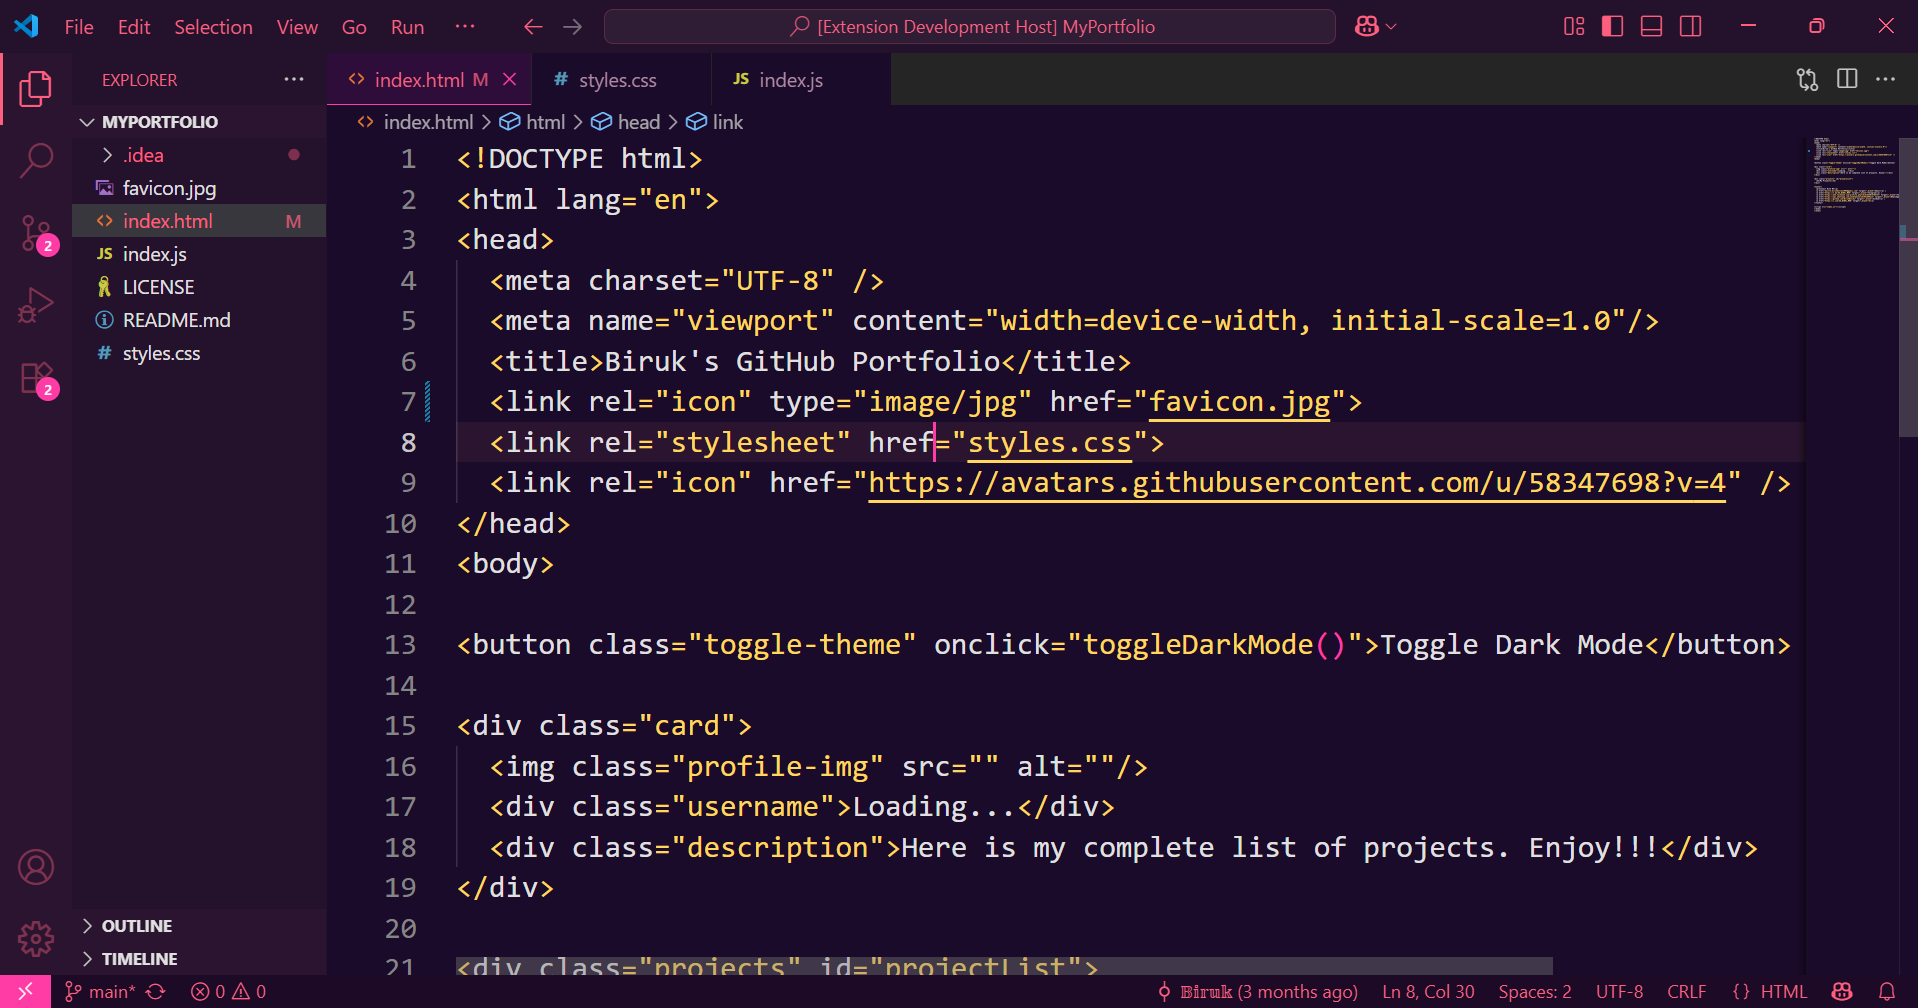 File Edit Selection View Go Run ··· [Extension Development Host] MyPortfolio
EXPLORER ···
index.html M
# styles.css
JS index.js
···
MYPORTFOLIO
index.html > html > head > link
.idea
favicon.jpg
index.html M
JS index.js
LICENSE
README.md
# styles.css
2
2
1 <!DOCTYPE html>
2 <html lang="en">
3 <head>
4 <meta charset="UTF-8" />
5 <meta name="viewport" content="width=device-width, initial-scale=1.0"/>
6 <title>Biruk's GitHub Portfolio</title>
7 <link rel="icon" type="image/jpg" href="favicon.jpg">
8 <link rel="stylesheet" href="styles.css">
9 <link rel="icon" href="https://avatars.githubusercontent.com/u/58347698?v=4" />
10 </head>
11 <body>
12
13 <button class="toggle-theme" onclick="toggleDarkMode()">Toggle Dark Mode</button>
14
15 <div class="card">
16 <img class="profile-img" src="" alt=""/>
17 <div class="username">Loading...</div>
18 <div class="description">Here is my complete list of projects. Enjoy!!!</div>
19 </div>
20
21 <div class="projects" id="projectList">
OUTLINE
TIMELINE
main* 0 0 𝔹𝕚𝕣𝕦𝕜 (3 months ago) Ln 8, Col 30 Spaces: 2 UTF-8 CRLF {} HTML